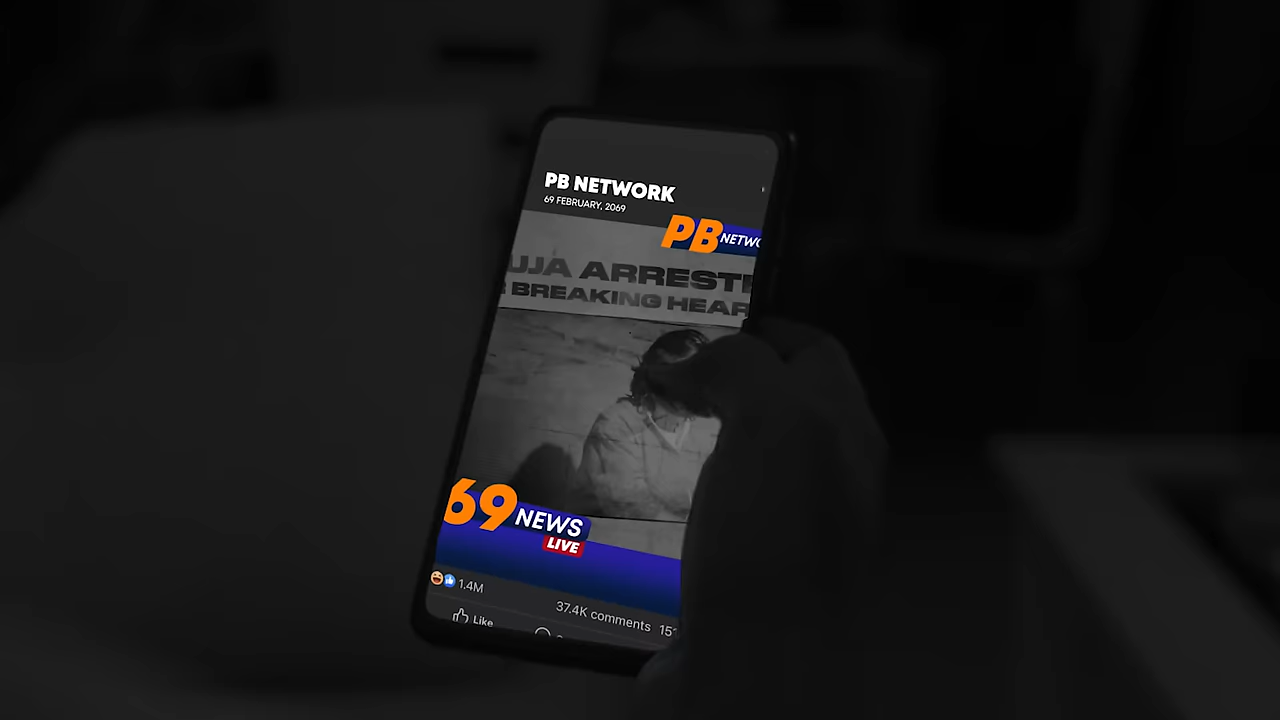 PB NETWORK
69 FEBRUARY, 2069
PB
UJA ARREST
BREAKING HEAR
69 NEWS
LIVE
1.4M
37.4K comments
Like